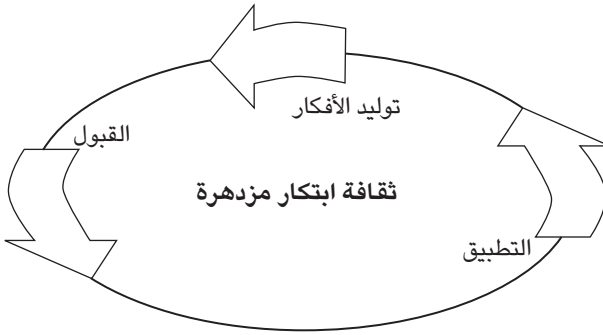 توليد الأفكار
القبول
ثقافة ابتكار مزدهرة
التطبيق